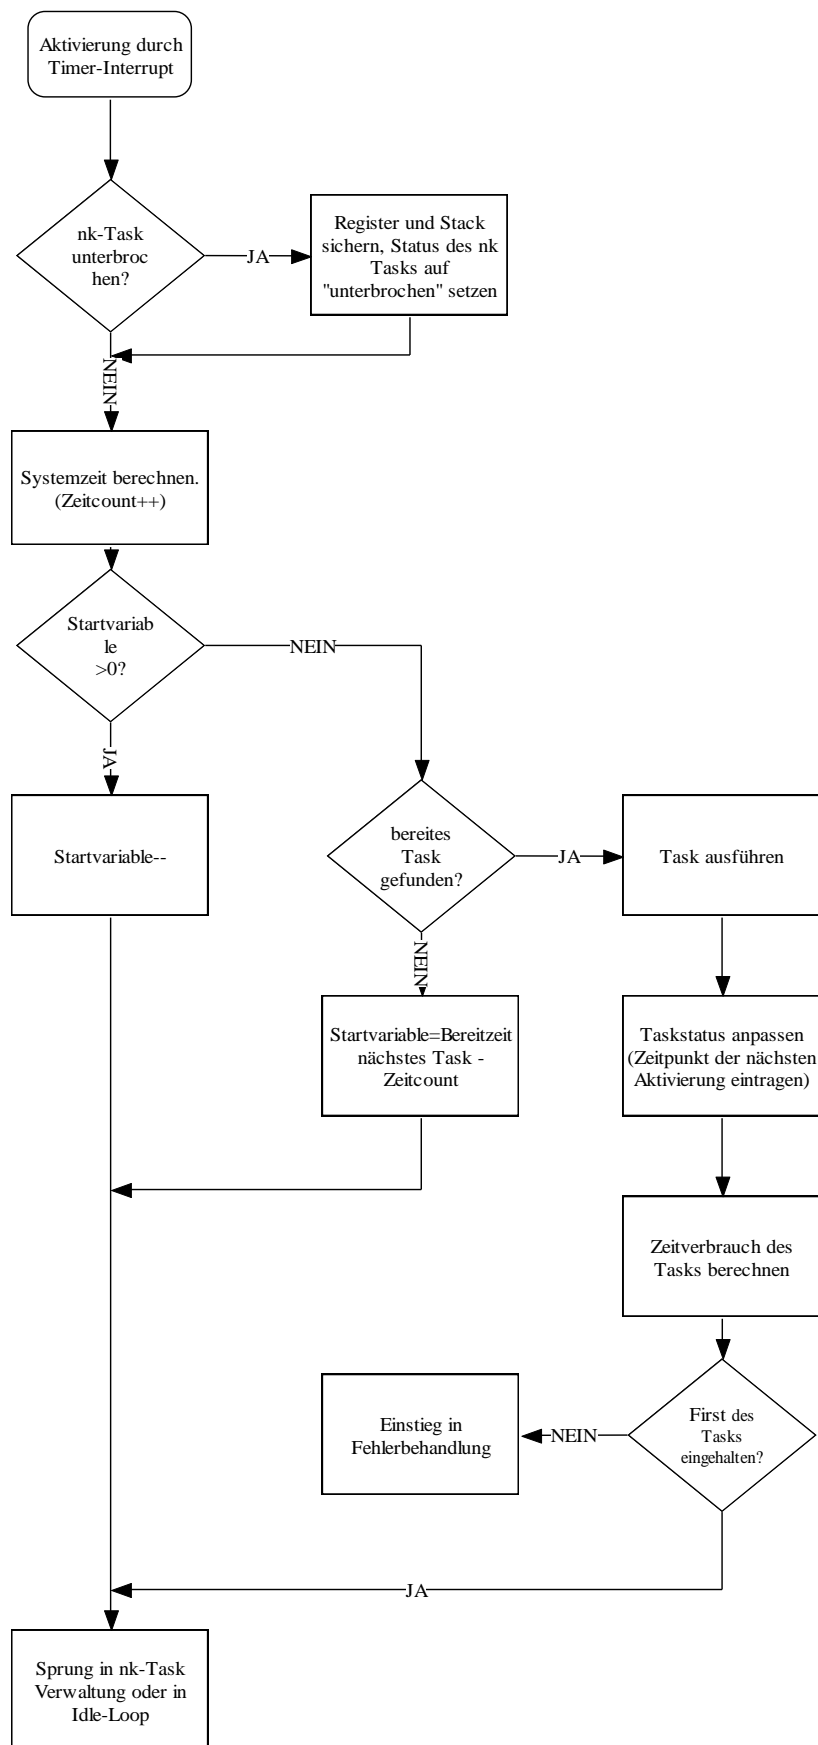 Aktivierung durch
Timer-Interrupt
nk-Task
unterbroc
hen?
JA
Register und Stack
sichern, Status des nk
Tasks auf
"unterbrochen" setzen
NEIN
Systemzeit berechnen.
(Zeitcount++)
Startvariab
le
>0?
NEIN
JA
Startvariable--
bereites
Task
gefunden?
JA
Task ausführen
NEIN
Startvariable=Bereitzeit
nächstes Task -
Zeitcount
Taskstatus anpassen
(Zeitpunkt der nächsten
Aktivierung eintragen)
Zeitverbrauch des
Tasks berechnen
First des
Tasks
eingehalten?
NEIN
Einstieg in
Fehlerbehandlung
JA
Sprung in nk-Task
Verwaltung oder in
Idle-Loop